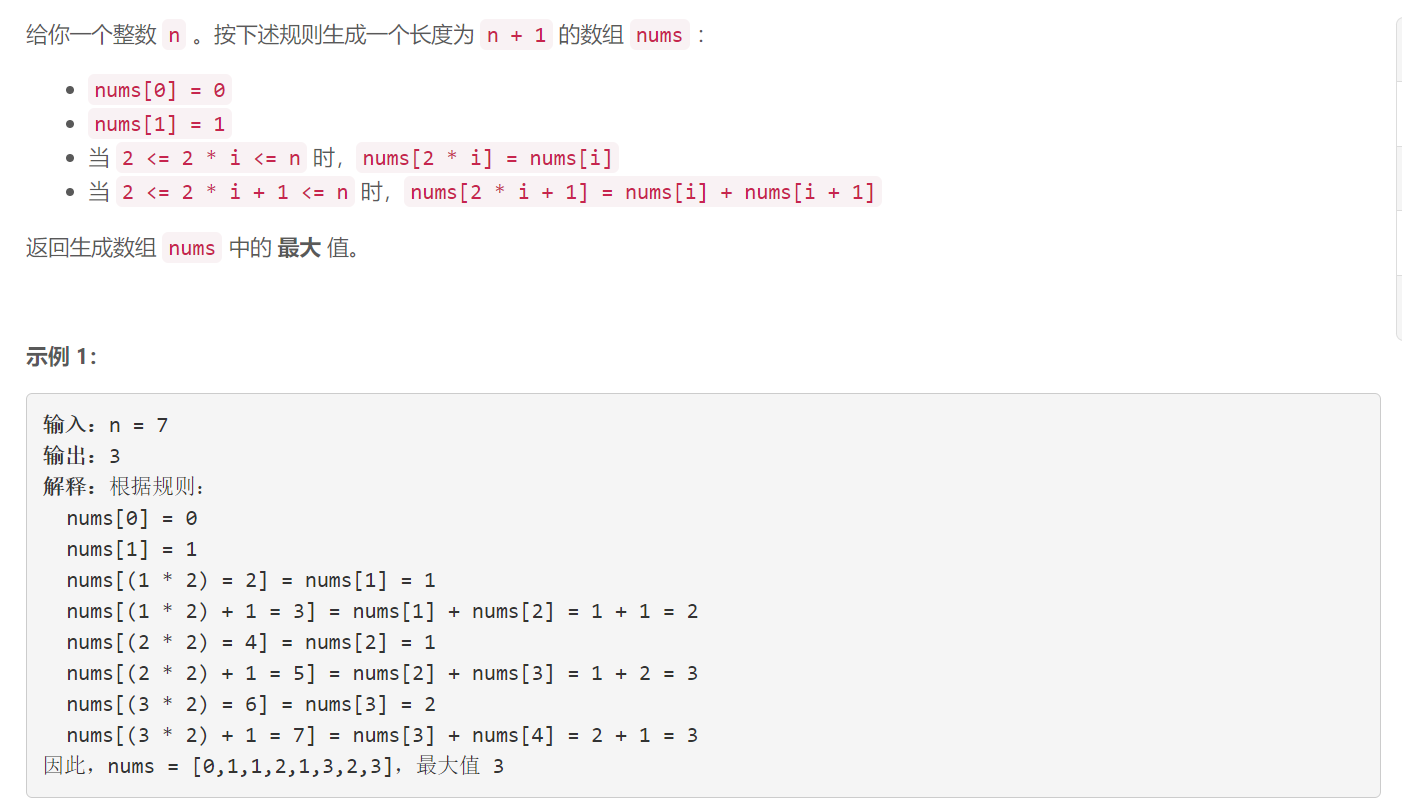 给你一个整数 n 。按下述规则生成一个长度为 n + 1 的数组 nums ：
nums[0] = 0
nums[1] = 1
当 2 <= 2 * i <= n 时，nums[2 * i] = nums[i]
当 2 <= 2 * i + 1 <= n 时，nums[2 * i + 1] = nums[i] + nums[i + 1]
返回生成数组 nums 中的 最大 值。
示例 1：
输入：n = 7
输出：3
解释：根据规则：
nums[0] = 0
nums[1] = 1
nums[(1 * 2) = 2] = nums[1] = 1
nums[(1 * 2) + 1 = 3] = nums[1] + nums[2] = 1 + 1 = 2
nums[(2 * 2) = 4] = nums[2] = 1
nums[(2 * 2) + 1 = 5] = nums[2] + nums[3] = 1 + 2 = 3
nums[(3 * 2) = 6] = nums[3] = 2
nums[(3 * 2) + 1 = 7] = nums[3] + nums[4] = 2 + 1 = 3
因此，nums = [0,1,1,2,1,3,2,3]，最大值 3